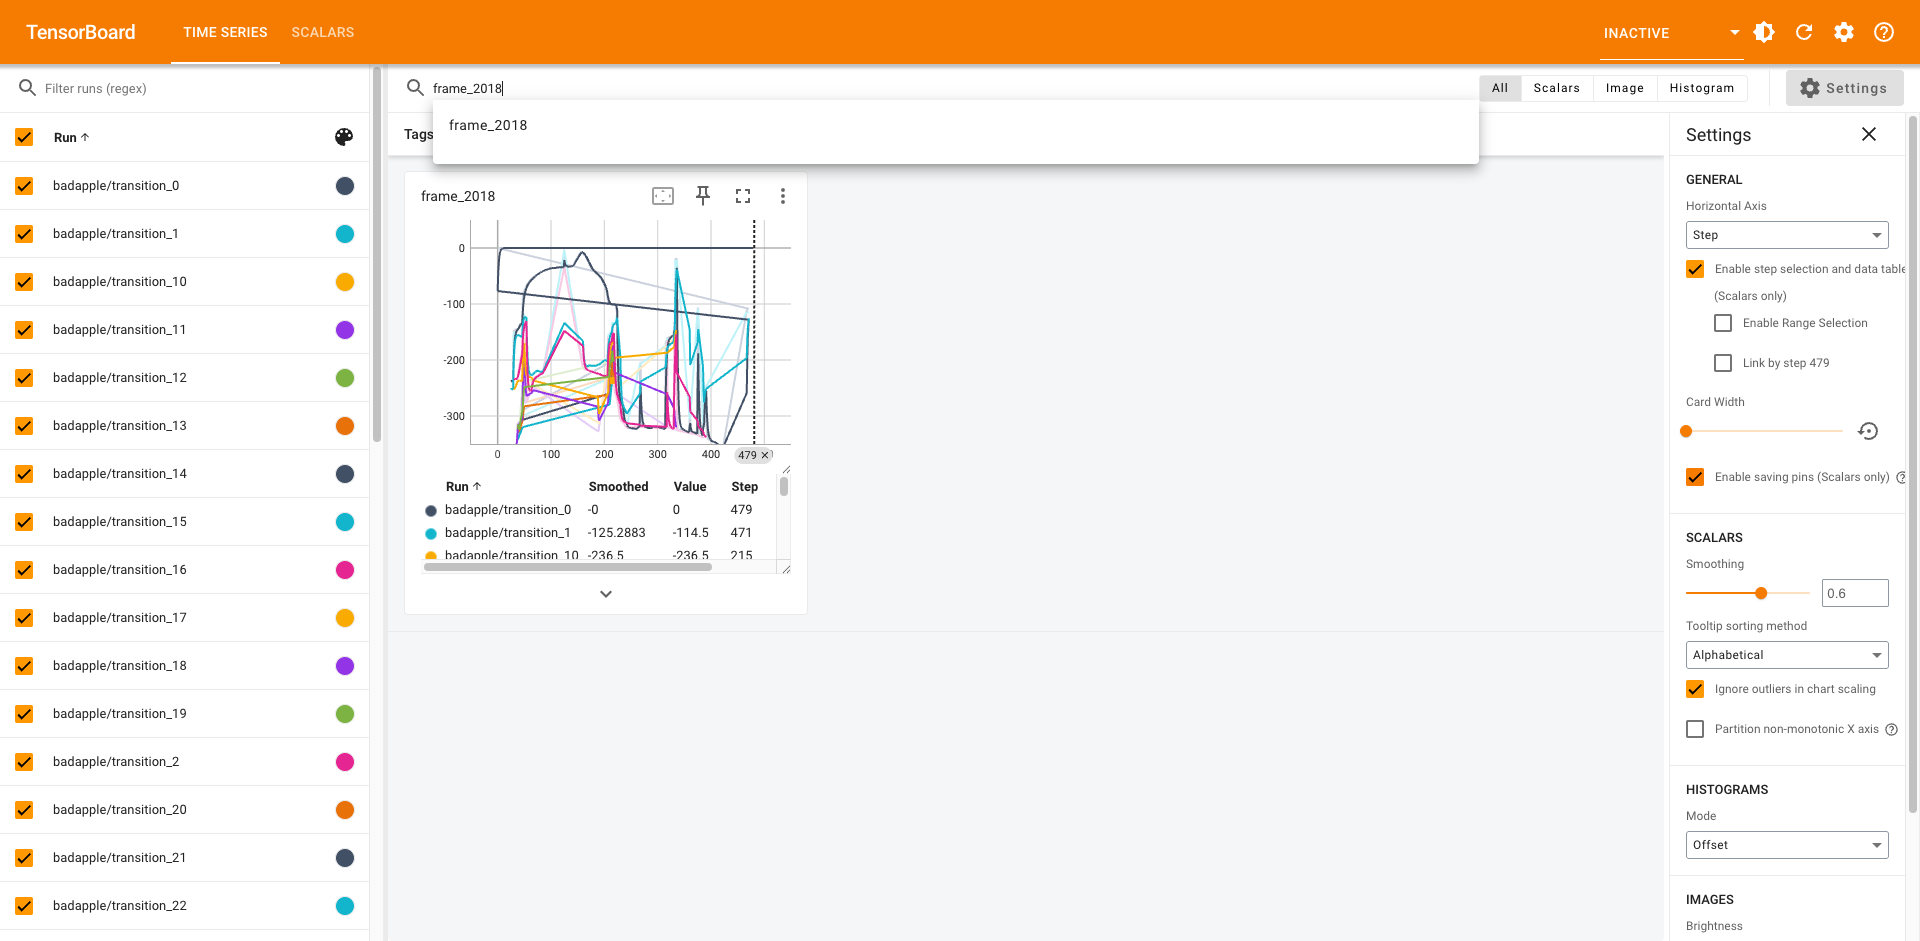 TensorBoard TIME SERIES SCALARS INACTIVE
Filter runs (regex)
Run
badapple/transition_0
badapple/transition_1
badapple/transition_10
badapple/transition_11
badapple/transition_12
badapple/transition_13
badapple/transition_14
badapple/transition_15
badapple/transition_16
badapple/transition_17
badapple/transition_18
badapple/transition_19
badapple/transition_2
badapple/transition_20
badapple/transition_21
badapple/transition_22
frame_2018
All Scalars Image Histogram Settings
frame_2018
Tags
frame_2018
0
-100
-200
-300
0 100 200 300 400 479
Run Smoothed Value Step
badapple/transition_0 -0 0 479
badapple/transition_1 -125.2883 -114.5 471
badapple/transition_10 -236.5 -236.5 215
Settings
GENERAL
Horizontal Axis
Step
Enable step selection and data table
(Scalars only)
Enable Range Selection
Link by step 479
Card Width
Enable saving pins (Scalars only)
SCALARS
Smoothing
0.6
Tooltip sorting method
Alphabetical
Ignore outliers in chart scaling
Partition non-monotonic X axis
HISTOGRAMS
Mode
Offset
IMAGES
Brightness